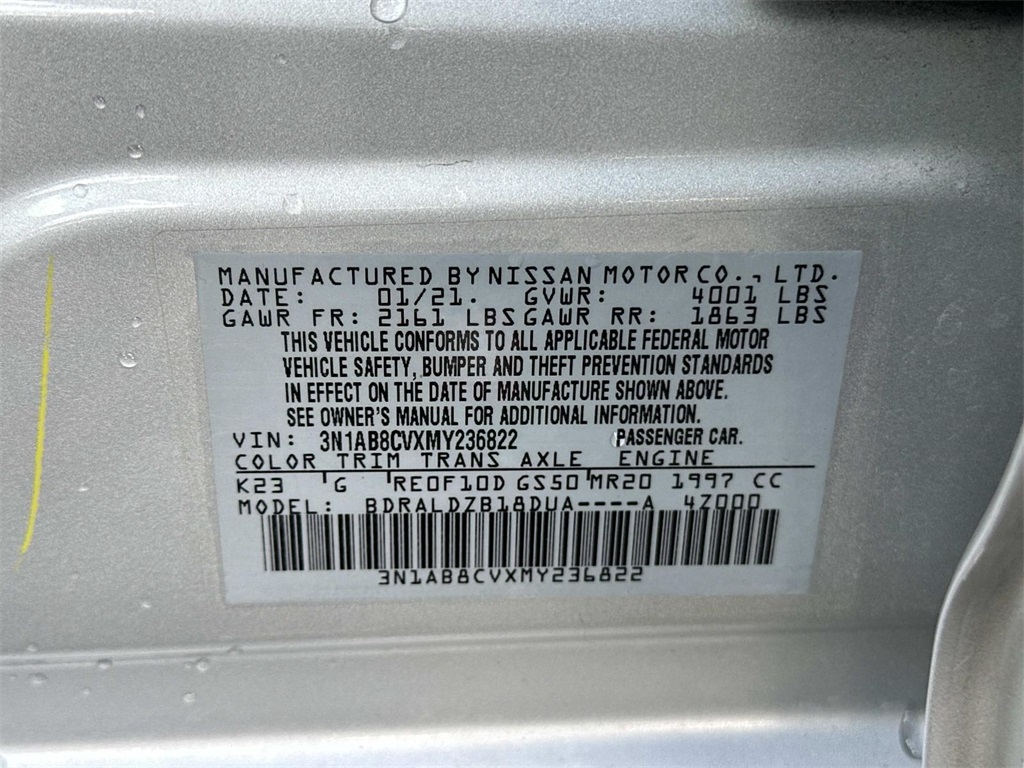 MANUFACTURED BY NISSAN MOTOR CO., LTD.
DATE: 01/21. GVWR: 4001 LBS
GAWR FR: 2161 LBS GAWR RR: 1863 LBS
THIS VEHICLE CONFORMS TO ALL APPLICABLE FEDERAL MOTOR
VEHICLE SAFETY, BUMPER AND THEFT PREVENTION STANDARDS
IN EFFECT ON THE DATE OF MANUFACTURE SHOWN ABOVE.
SEE OWNER'S MANUAL FOR ADDITIONAL INFORMATION.
VIN: 3N1AB8CVXMY236822 PASSENGER CAR.
COLOR TRIM TRANS AXLE ENGINE
K23 G RE0F10D GS50 MR20 1997 CC
MODEL: BDRALDZB18DUA----A 4Z000
3N1AB8CVXMY236822